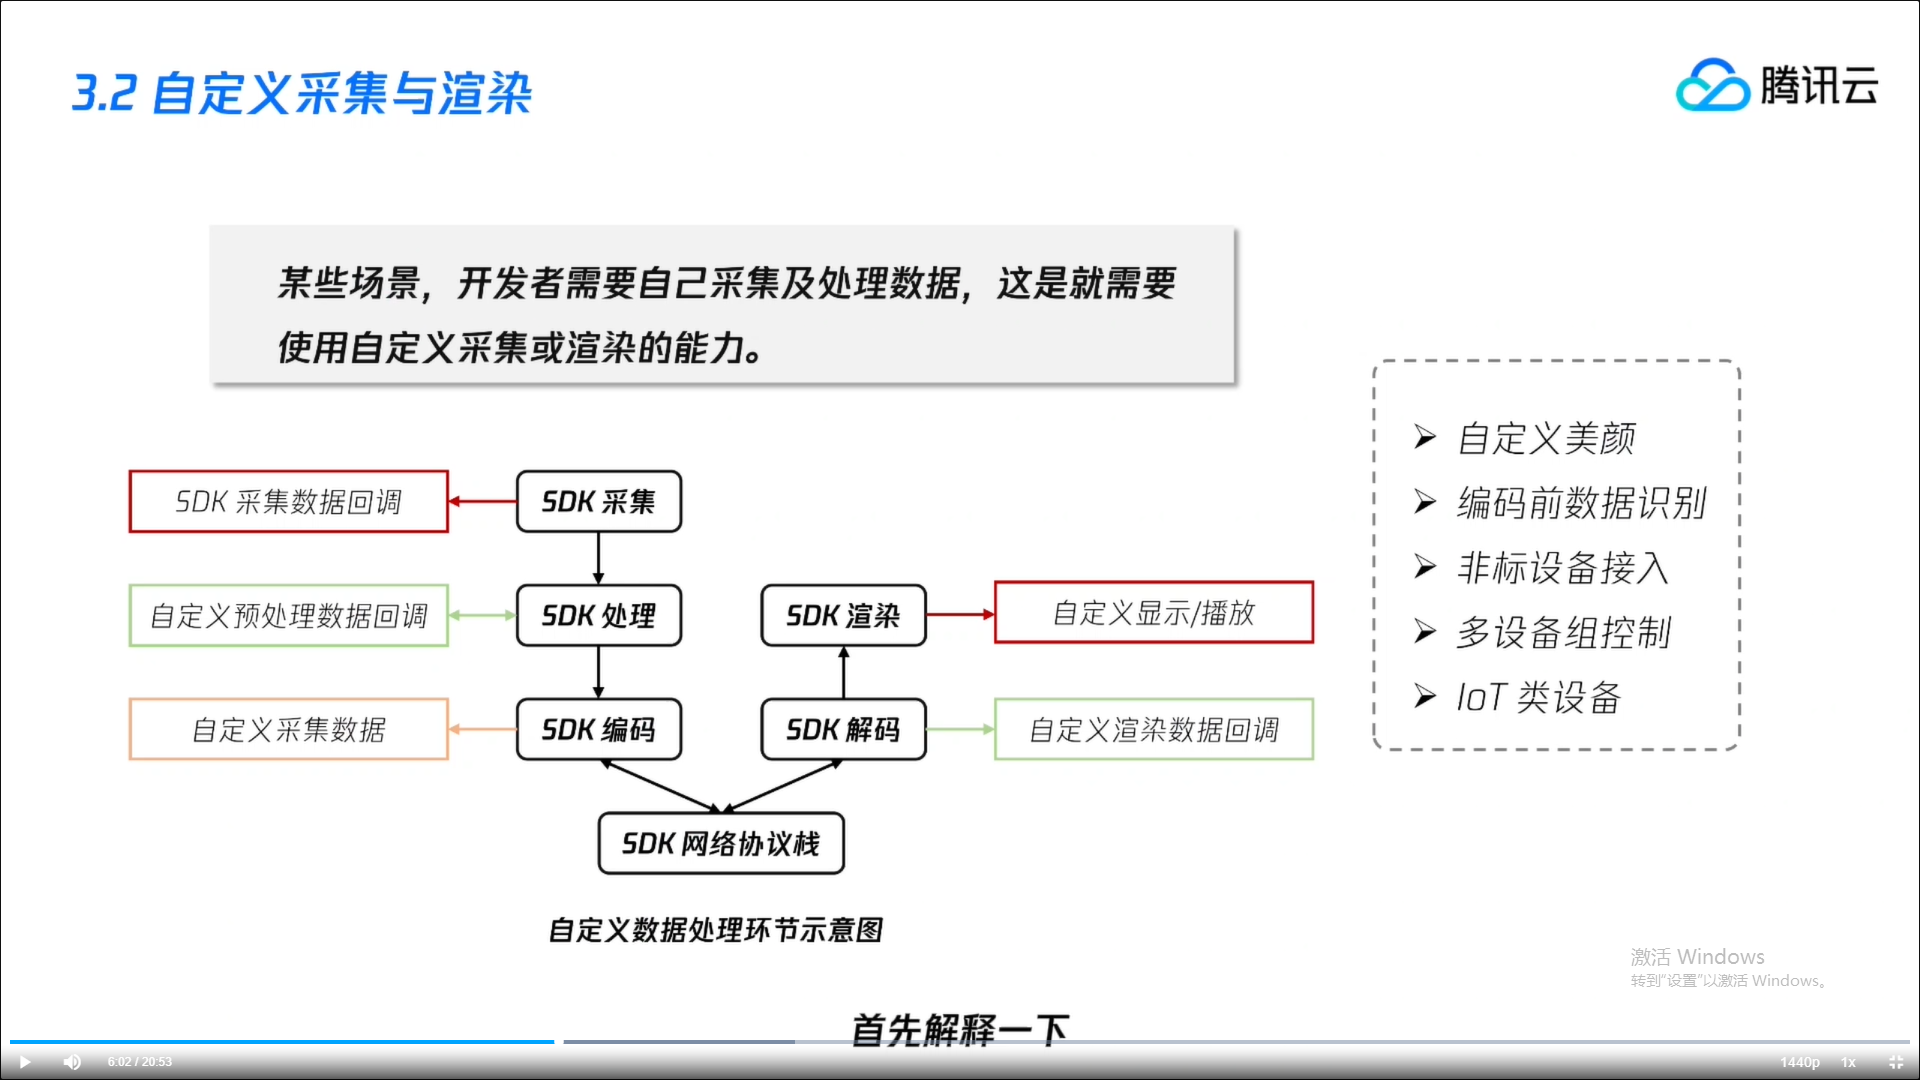 3.2 自定义采集与渲染
腾讯云
某些场景，开发者需要自己采集及处理数据，这是就需要
使用自定义采集或渲染的能力。
SDK 采集数据回调
SDK 采集
自定义预处理数据回调
SDK 处理
SDK 渲染
自定义显示/播放
自定义采集数据
SDK 编码
SDK 解码
自定义渲染数据回调
SDK 网络协议栈
自定义数据处理环节示意图
自定义美颜
编码前数据识别
非标设备接入
多设备组控制
IoT 类设备
激活 Windows
转到“设置”以激活 Windows。
首先解释一下
6:02 / 20:53
1440p
1x